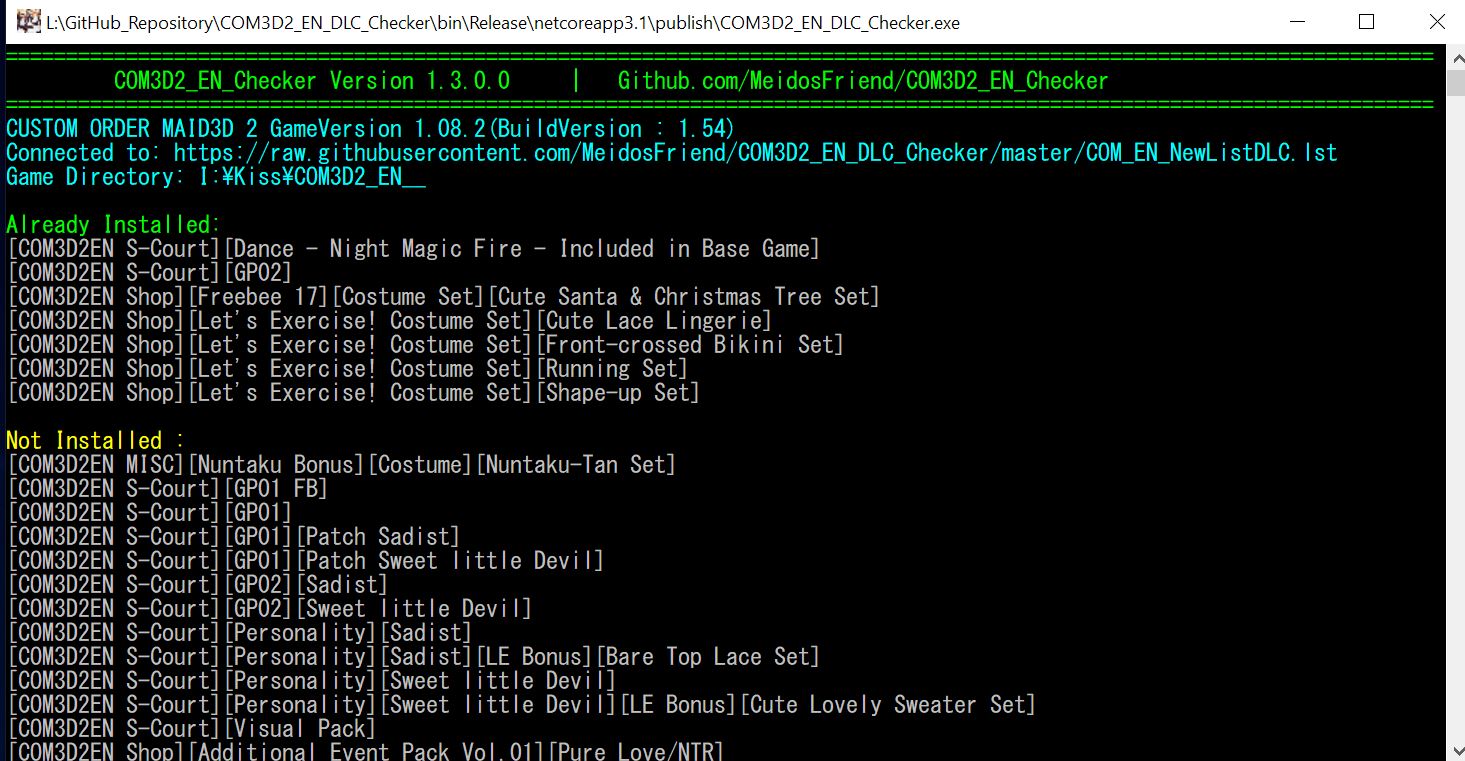 L:\GitHub_Repository\COM3D2_EN_DLC_Checker\bin\Release\netcoreapp3.1\publish\COM3D2_EN_DLC_Checker.exe
COM3D2_EN_Checker Version 1.3.0.0 | Github.com/MeidosFriend/COM3D2_EN_Checker
CUSTOM ORDER MAID3D 2 GameVersion 1.08.2(BuildVersion : 1.54)
Connected to: https://raw.githubusercontent.com/MeidosFriend/COM3D2_EN_DLC_Checker/master/COM_EN_NewListDLC.lst
Game Directory: I:¥Kiss¥COM3D2_EN__
Already Installed:
[COM3D2EN S-Court][Dance - Night Magic Fire - Included in Base Game]
[COM3D2EN S-Court][GP02]
[COM3D2EN Shop][Freebee 17][Costume Set][Cute Santa & Christmas Tree Set]
[COM3D2EN Shop][Let's Exercise! Costume Set][Cute Lace Lingerie]
[COM3D2EN Shop][Let's Exercise! Costume Set][Front-crossed Bikini Set]
[COM3D2EN Shop][Let's Exercise! Costume Set][Running Set]
[COM3D2EN Shop][Let's Exercise! Costume Set][Shape-up Set]
Not Installed :
[COM3D2EN MISC][Nuntaku Bonus][Costume][Nuntaku-Tan Set]
[COM3D2EN S-Court][GP01 FB]
[COM3D2EN S-Court][GP01]
[COM3D2EN S-Court][GP01][Patch Sadist]
[COM3D2EN S-Court][GP01][Patch Sweet little Devil]
[COM3D2EN S-Court][GP02][Sadist]
[COM3D2EN S-Court][GP02][Sweet little Devil]
[COM3D2EN S-Court][Personality][Sadist]
[COM3D2EN S-Court][Personality][Sadist][LE Bonus][Bare Top Lace Set]
[COM3D2EN S-Court][Personality][Sweet little Devil]
[COM3D2EN S-Court][Personality][Sweet little Devil][LE Bonus][Cute Lovely Sweater Set]
[COM3D2EN S-Court][Visual Pack]
[COM3D2EN Shop][Additional Event Pack Vol.01][Pure Love/NTR]